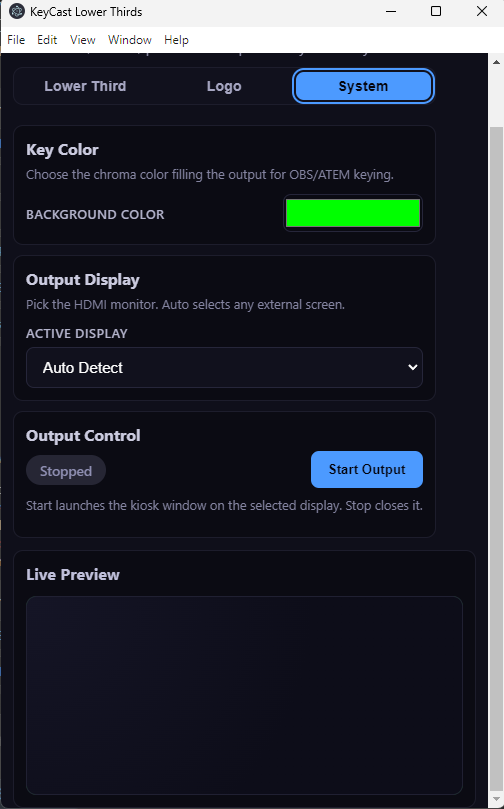 KeyCast Lower Thirds
File Edit View Window Help
Lower Third Logo System
Key Color
Choose the chroma color filling the output for OBS/ATEM keying.
BACKGROUND COLOR
Output Display
Pick the HDMI monitor. Auto selects any external screen.
ACTIVE DISPLAY
Auto Detect
Output Control
Stopped Start Output
Start launches the kiosk window on the selected display. Stop closes it.
Live Preview